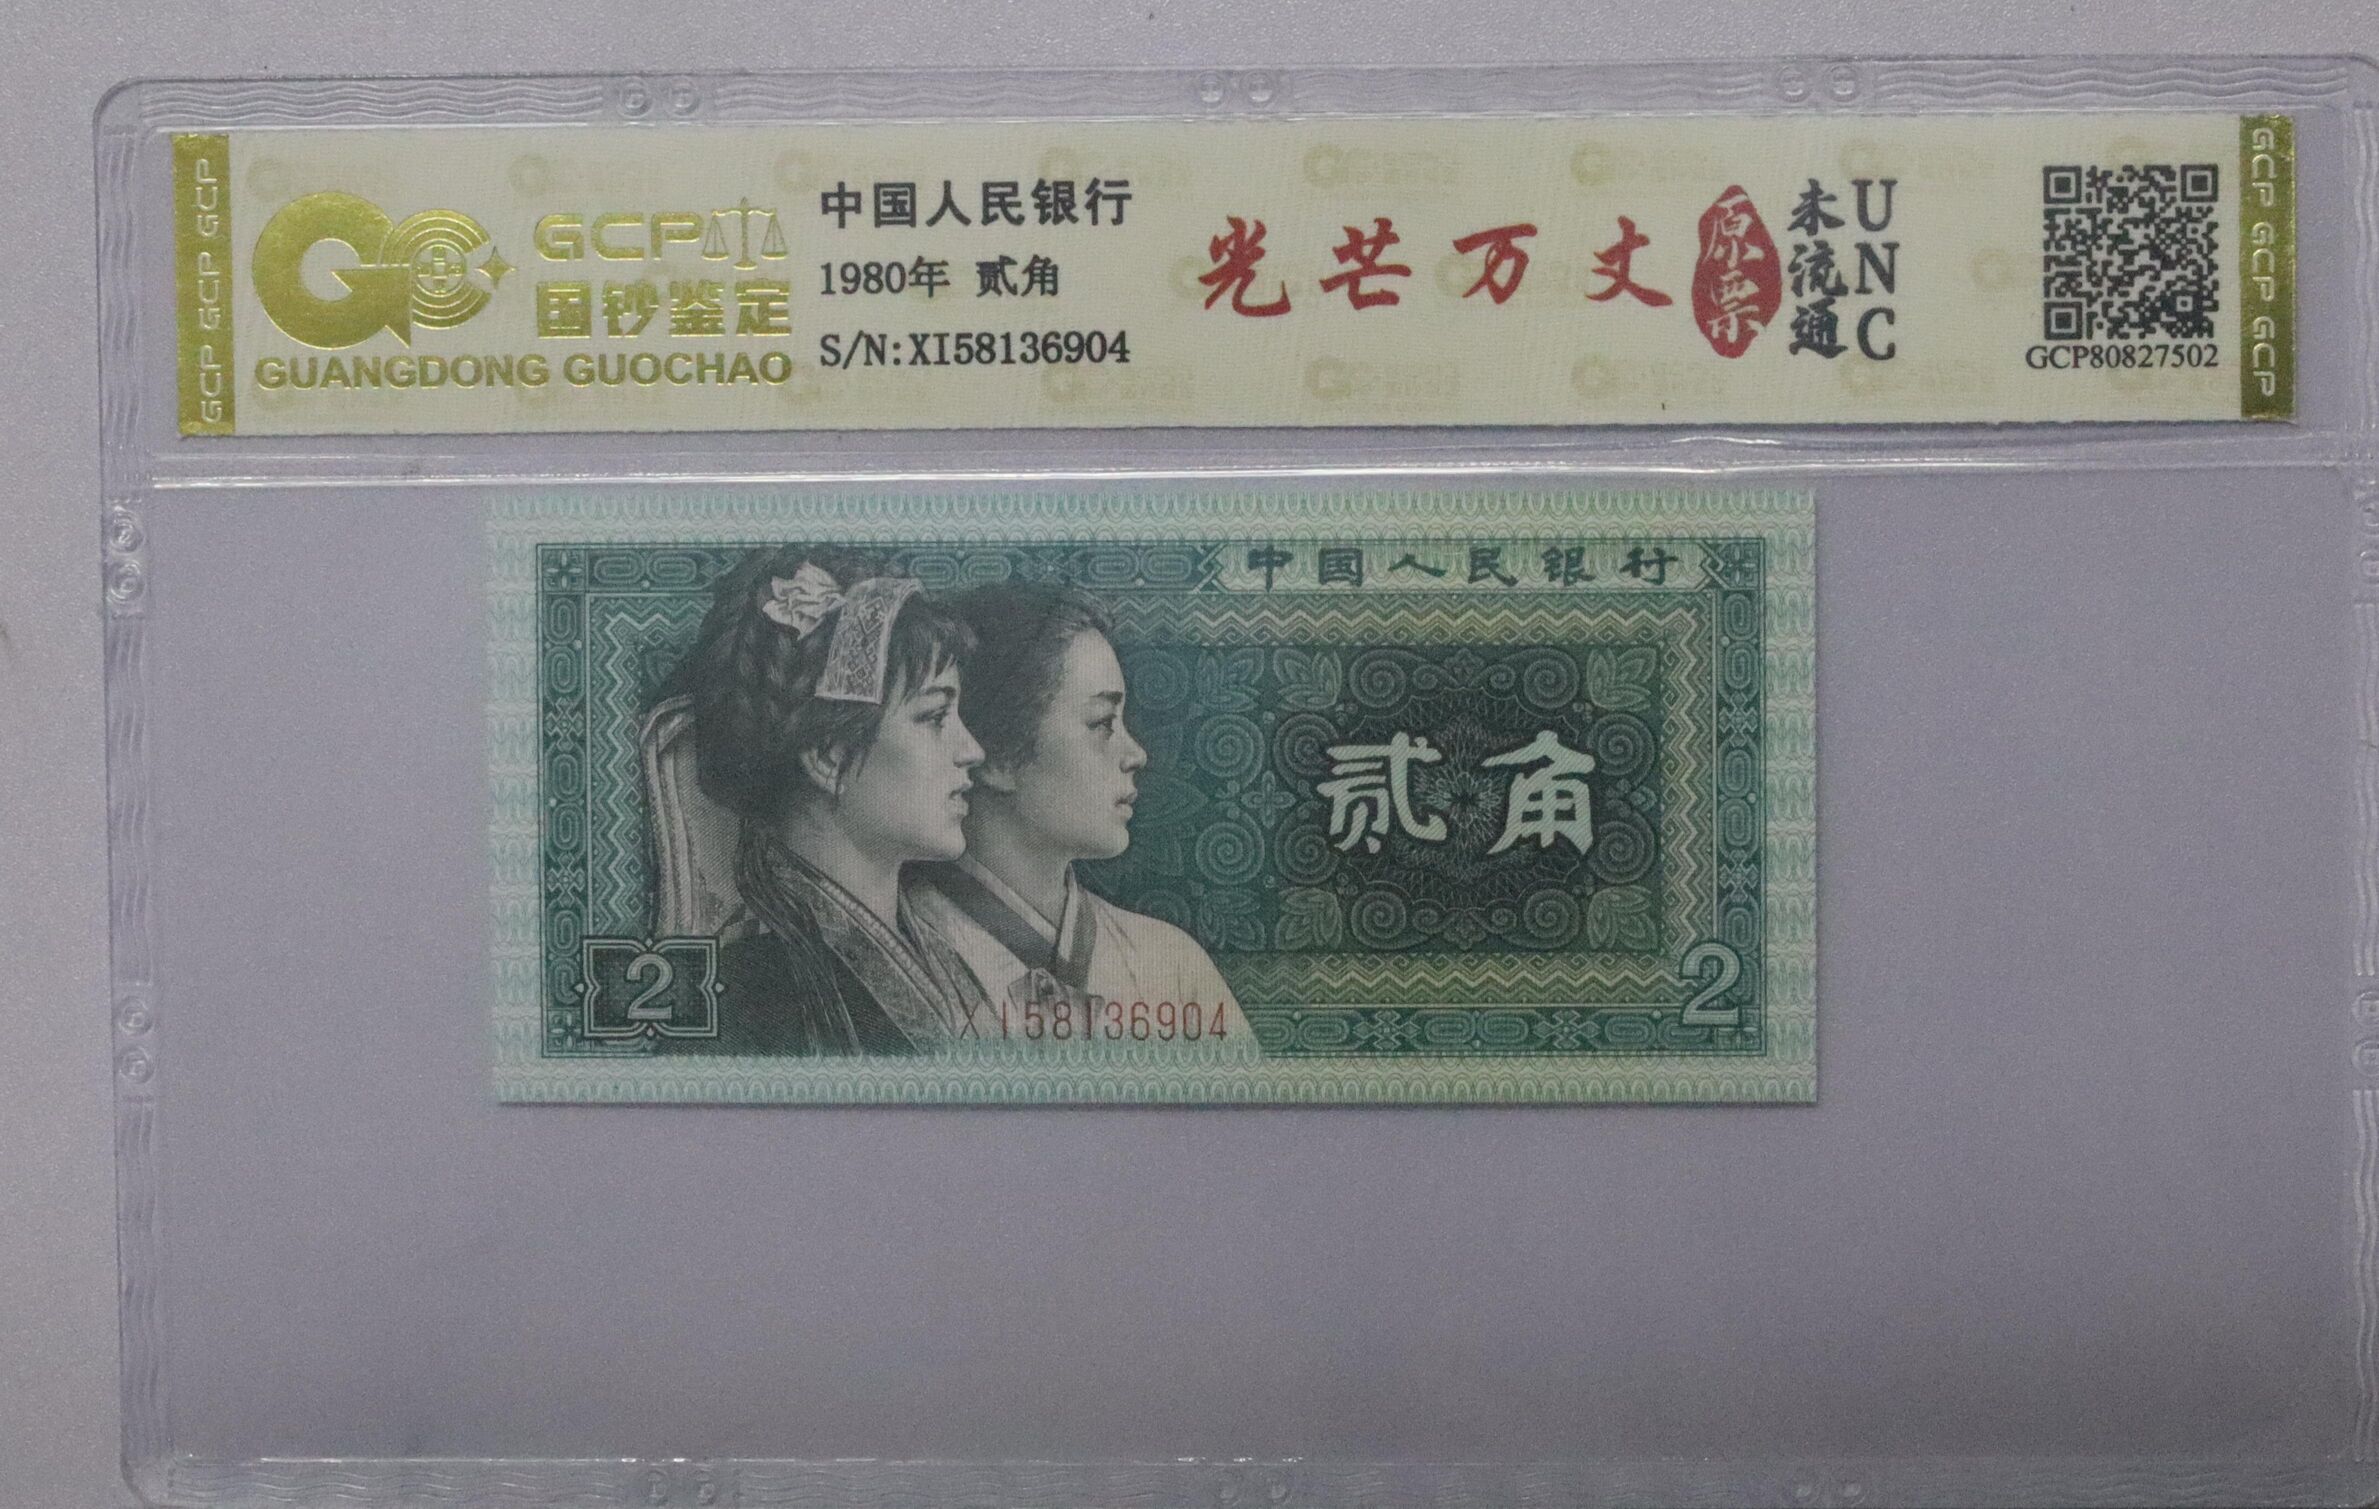 GCP GCP GCP
GCP
国钞鉴定
GUANGDONG GUOCHAO
中国人民银行
1980年 贰角
S/N:XI58136904
光芒万丈
原票
未流通
UNC
GCP80827502
GCP GCP GCP
中国人民银行
贰角
2
XI58136904
2